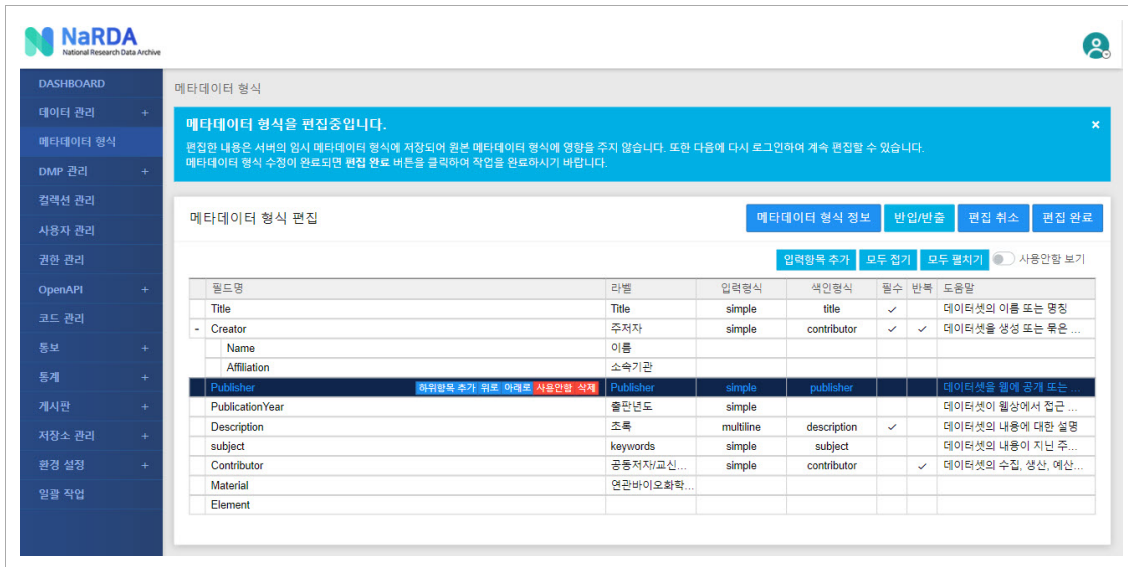 NaRDA
National Research Data Archive
DASHBOARD
데이터 관리 +
메타데이터 형식
DMP 관리 +
컬렉션 관리
사용자 관리
권한 관리
OpenAPI +
코드 관리
통보 +
통계 +
게시판 +
저장소 관리 +
환경 설정 +
일괄 작업
메타데이터 형식
메타데이터 형식을 편집중입니다. ×
편집한 내용은 서버의 임시 메타데이터 형식에 저장되어 원본 메타데이터 형식에 영향을 주지 않습니다. 또한 다음에 다시 로그인하여 계속 편집할 수 있습니다.
메타데이터 형식 수정이 완료되면 편집 완료 버튼을 클릭하여 작업을 완료하시기 바랍니다.
메타데이터 형식 편집 메타데이터 형식 정보 반입/반출 편집 취소 편집 완료
입력항목 추가 모두 접기 모두 펼치기 사용안함 보기
필드명 라벨 입력형식 색인형식 필수 반복 도움말
Title Title simple title ✓ 데이터셋의 이름 또는 명칭
- Creator 주저자 simple contributor ✓ ✓ 데이터셋을 생성 또는 묶은 ...
Name 이름
Affiliation 소속기관
Publisher 하위항목 추가 위로 아래로 사용안함 삭제 Publisher simple publisher 데이터셋을 웹에 공개 또는 ...
PublicationYear 출판년도 simple 데이터셋이 웹상에서 접근 ...
Description 초록 multiline description ✓ 데이터셋의 내용에 대한 설명
subject keywords simple subject 데이터셋의 내용이 지닌 주...
Contributor 공동저자/교신... simple contributor ✓ 데이터셋의 수집, 생산, 예산...
Material 연관바이오화학...
Element